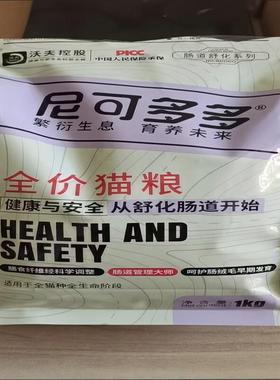 沃夫控股
PICC
中国人民保险承保
肠道舒化系列
尼可多多
繁衍生息 育养未来
全价猫粮
健康与安全 从舒化肠道开始
HEALTH AND
SAFETY
膳食纤维经科学调整 肠道管理大师 呵护肠绒毛早期发育
适用于全猫种全生命阶段
净含量: 1KG